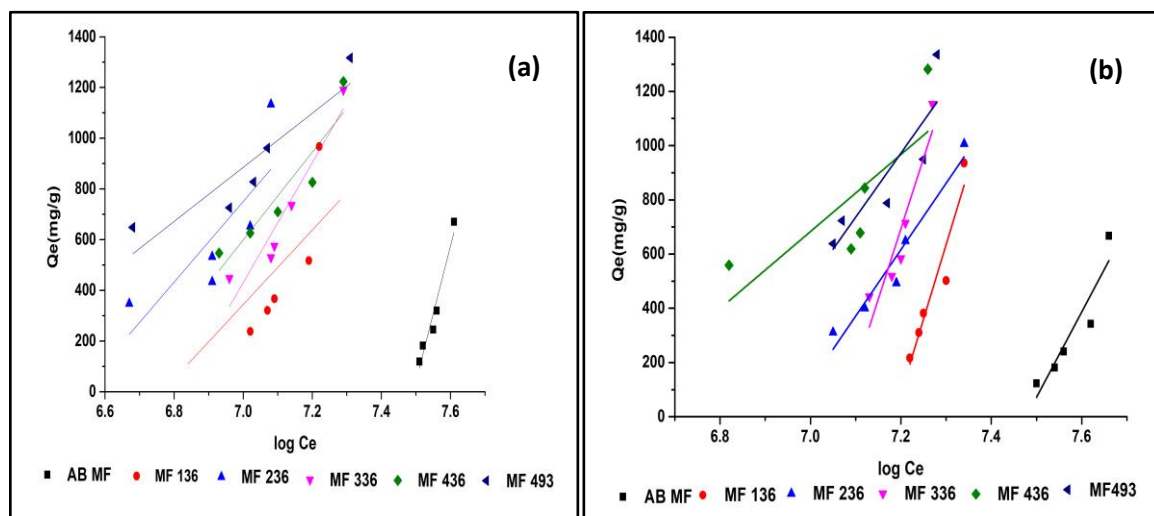 1400
1200
1000
800
600
400
200
0
Qe(mg/g)
(a)
6.6 6.8 7.0 7.2 7.4 7.6
log Ce
AB MF MF 136 MF 236 MF 336 MF 436 MF 493
1400
1200
1000
800
600
400
200
0
Qe(mg/g)
(b)
6.8 7.0 7.2 7.4 7.6
log Ce
AB MF MF 136 MF 236 MF 336 MF 436 MF493